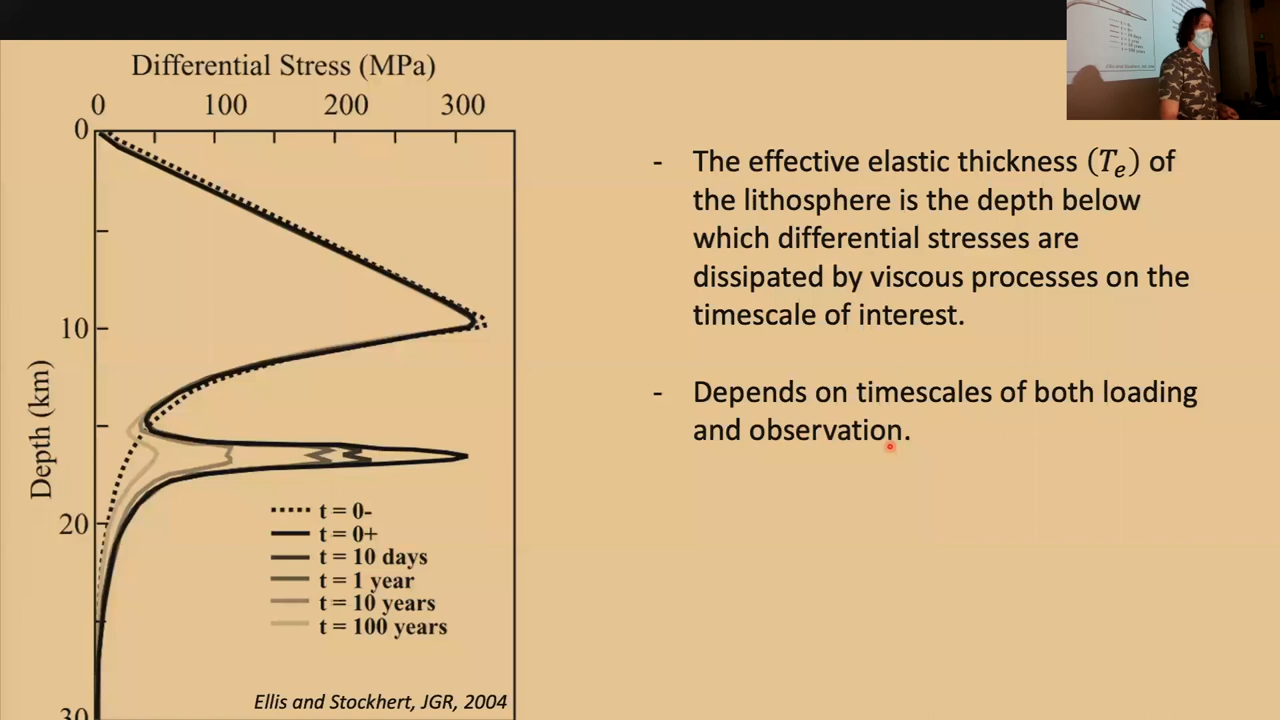 Differential Stress (MPa)
0 100 200 300
0
10
20
30
Depth (km)
t = 0-
t = 0+
t = 10 days
t = 1 year
t = 10 years
t = 100 years
Ellis and Stockhert, JGR, 2004
- The effective elastic thickness (Te) of
the lithosphere is the depth below
which differential stresses are
dissipated by viscous processes on the
timescale of interest.
- Depends on timescales of both loading
and observation.